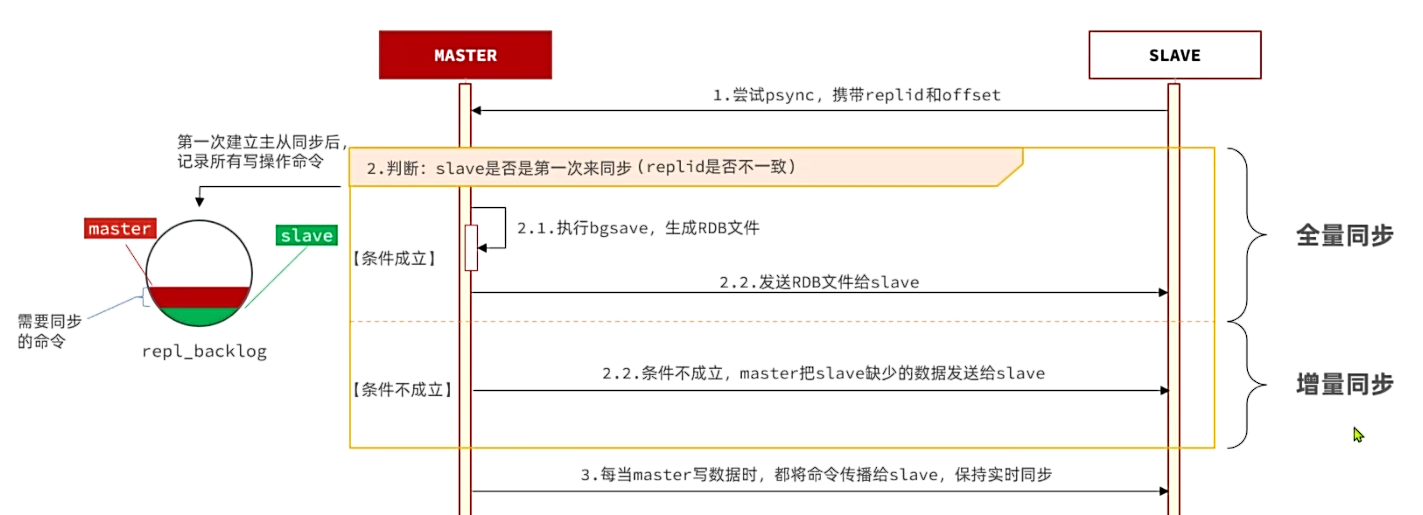 MASTER
SLAVE
1.尝试psync，携带replid和offset
第一次建立主从同步后，
记录所有写操作命令
2.判断：slave是否是第一次来同步（replid是否不一致）
master
slave
2.1.执行bgsave，生成RDB文件
全量同步
【条件成立】
2.2.发送RDB文件给slave
需要同步
的命令
repl_backlog
2.2.条件不成立，master把slave缺少的数据发送给slave
【条件不成立】
增量同步
3.每当master写数据时，都将命令传播给slave，保持实时同步